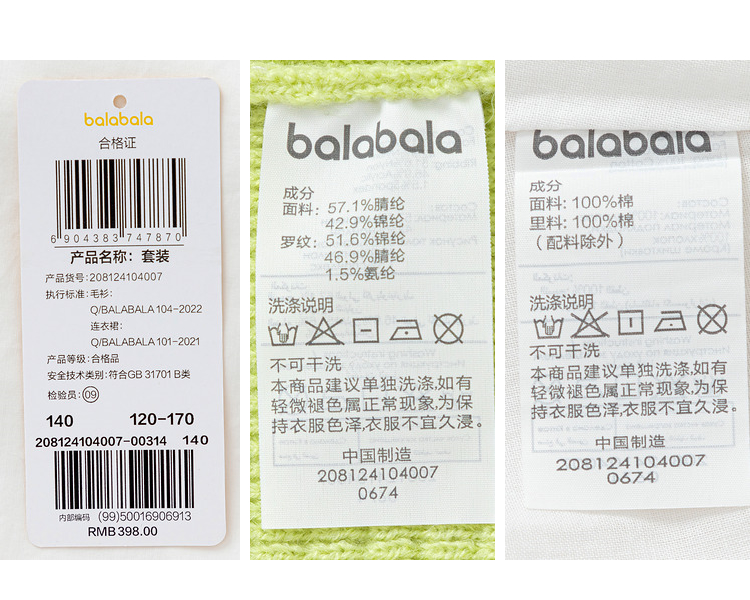 balabala
合格证
6 904383 747870
产品名称: 套装
产品货号: 208124104007
执行标准: 毛衫:
Q/BALABALA 104-2022
连衣裙:
Q/BALABALA 101-2021
产品等级: 合格品
安全技术类别: 符合GB 31701 B类
检验员: 09
140 120-170
208124104007-00314 140
内部编码 (99)50016906913
RMB398.00
balabala
成分
面料: 57.1%腈纶
42.9%锦纶
罗纹: 51.6%锦纶
46.9%腈纶
1.5%氨纶
洗涤说明
不可干洗
本商品建议单独洗涤,如有
轻微褪色属正常现象,为保
持衣服色泽,衣服不宜久浸。
中国制造
208124104007
0674
balabala
成分
面料: 100%棉
里料: 100%棉
(配料除外)
洗涤说明
不可干洗
本商品建议单独洗涤,如有
轻微褪色属正常现象,为保
持衣服色泽,衣服不宜久浸。
中国制造
208124104007
0674